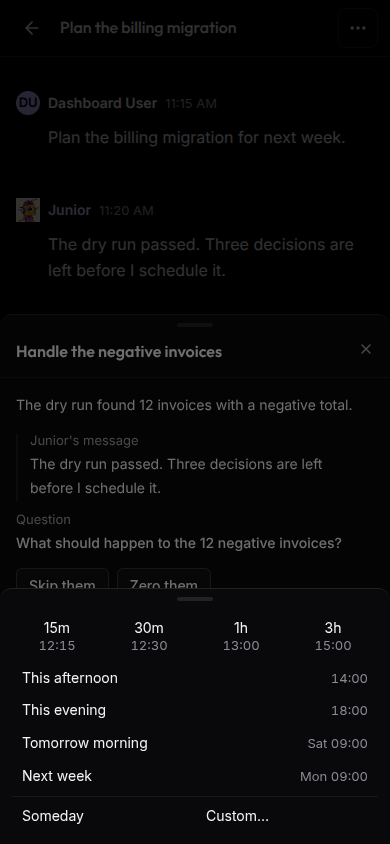 Plan the billing migration
DU Dashboard User 11:15 AM
Plan the billing migration for next week.
Junior 11:20 AM
The dry run passed. Three decisions are
left before I schedule it.
Handle the negative invoices
The dry run found 12 invoices with a negative total.
Junior's message
The dry run passed. Three decisions are left
before I schedule it.
Question
What should happen to the 12 negative invoices?
Skip them Zero them
15m 30m 1h 3h
12:15 12:30 13:00 15:00
This afternoon 14:00
This evening 18:00
Tomorrow morning Sat 09:00
Next week Mon 09:00
Someday Custom...